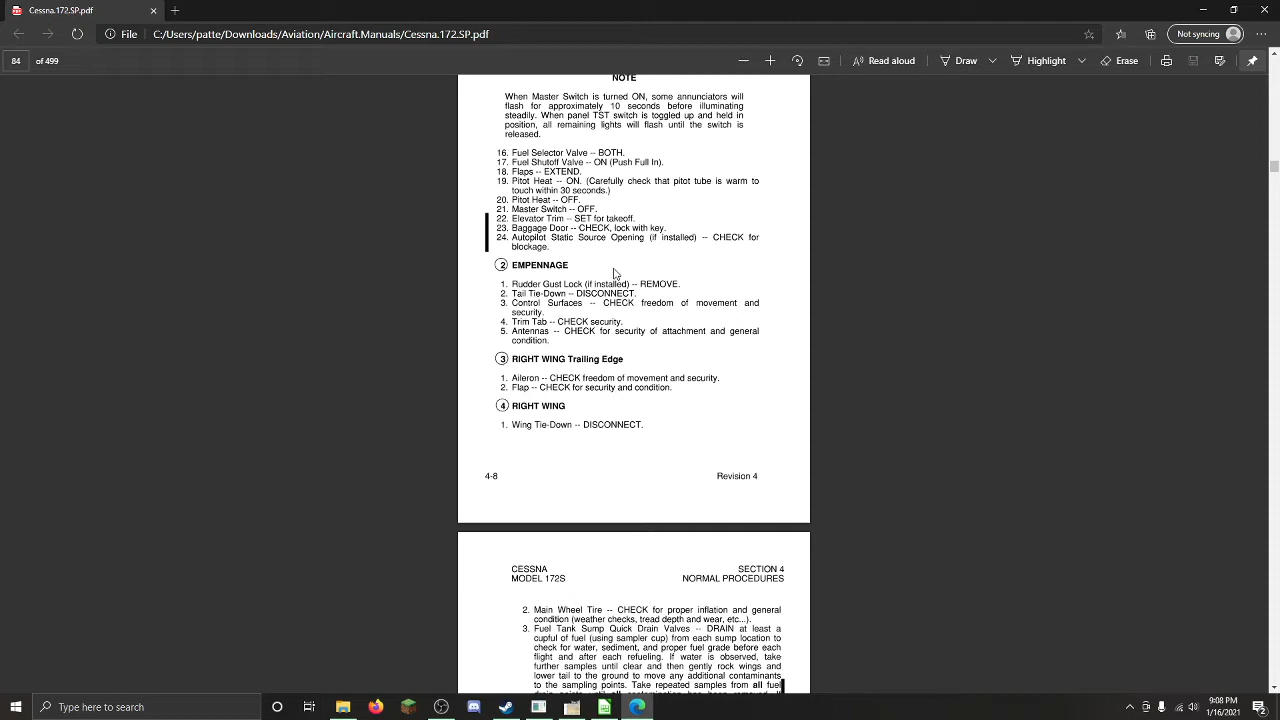 Cessna.172.SP.pdf
File
C:/Users/patte/Downloads/Aviation/Aircraft.Manuals/Cessna.172.SP.pdf
Not syncing
84 of 499
Read aloud
Draw
Highlight
Erase
NOTE
When Master Switch is turned ON, some annunciators will
flash for approximately 10 seconds before illuminating
steadily. When panel TST switch is toggled up and held in
position, all remaining lights will flash until the switch is
released.
16. Fuel Selector Valve -- BOTH.
17. Fuel Shutoff Valve -- ON (Push Full In).
18. Flaps -- EXTEND.
19. Pitot Heat -- ON. (Carefully check that pitot tube is warm to
touch within 30 seconds.)
20. Pitot Heat -- OFF.
21. Master Switch -- OFF.
22. Elevator Trim -- SET for takeoff.
23. Baggage Door -- CHECK, lock with key.
24. Autopilot Static Source Opening (if installed) -- CHECK for
blockage.
2 EMPENNAGE
1. Rudder Gust Lock (if installed) -- REMOVE.
2. Tail Tie-Down -- DISCONNECT.
3. Control Surfaces -- CHECK freedom of movement and
security.
4. Trim Tab -- CHECK security.
5. Antennas -- CHECK for security of attachment and general
condition.
3 RIGHT WING Trailing Edge
1. Aileron -- CHECK freedom of movement and security.
2. Flap -- CHECK for security and condition.
4 RIGHT WING
1. Wing Tie-Down -- DISCONNECT.
4-8 Revision 4
CESSNA SECTION 4
MODEL 172S NORMAL PROCEDURES
2. Main Wheel Tire -- CHECK for proper inflation and general
condition (weather checks, tread depth and wear, etc...).
3. Fuel Tank Sump Quick Drain Valves -- DRAIN at least a
cupful of fuel (using sampler cup) from each sump location to
check for water, sediment, and proper fuel grade before each
flight and after each refueling. If water is observed, take
further samples until clear and then gently rock wings and
lower tail to the ground to move any additional contaminants
to the sampling points. Take repeated samples from all fuel
Type here to search
9:08 PM
1/16/2021